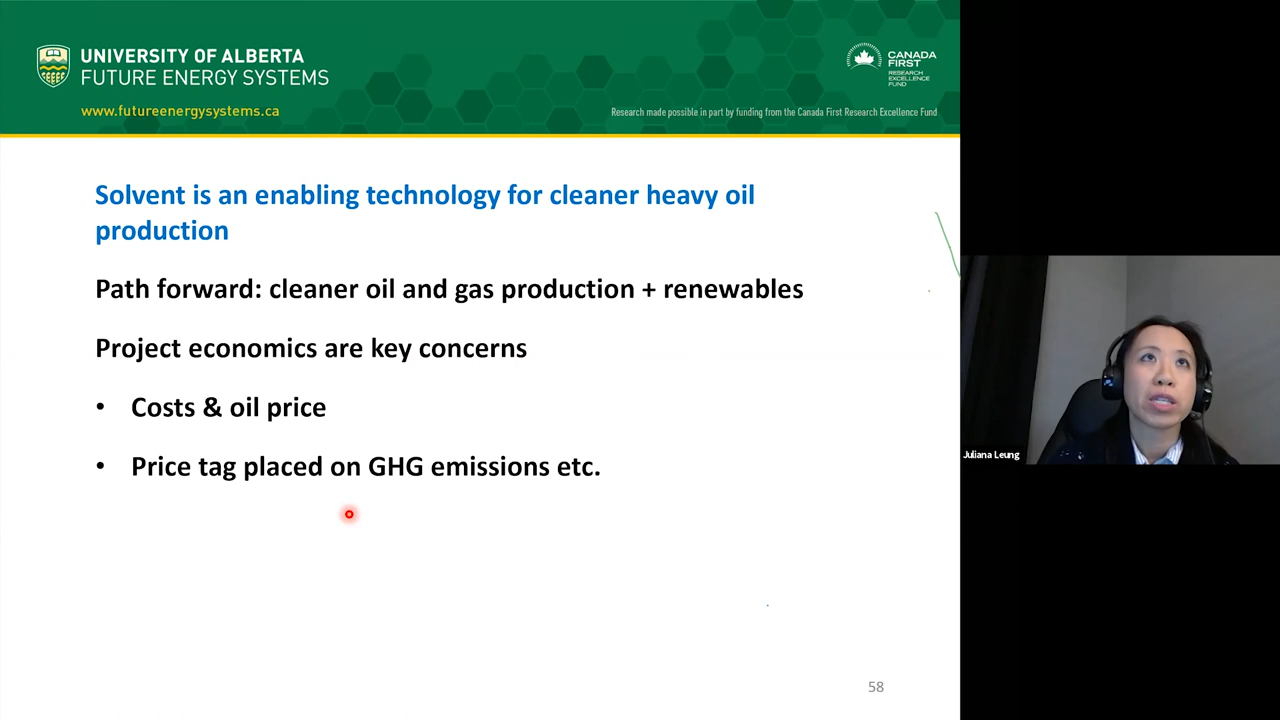 UNIVERSITY OF ALBERTA
FUTURE ENERGY SYSTEMS
www.futureenergysystems.ca
CANADA
FIRST
RESEARCH
EXCELLENCE
FUND
Research made possible in part by funding from the Canada First Research Excellence Fund
Solvent is an enabling technology for cleaner heavy oil
production
Path forward: cleaner oil and gas production + renewables
Project economics are key concerns
• Costs & oil price
• Price tag placed on GHG emissions etc.
58
Juliana Leung